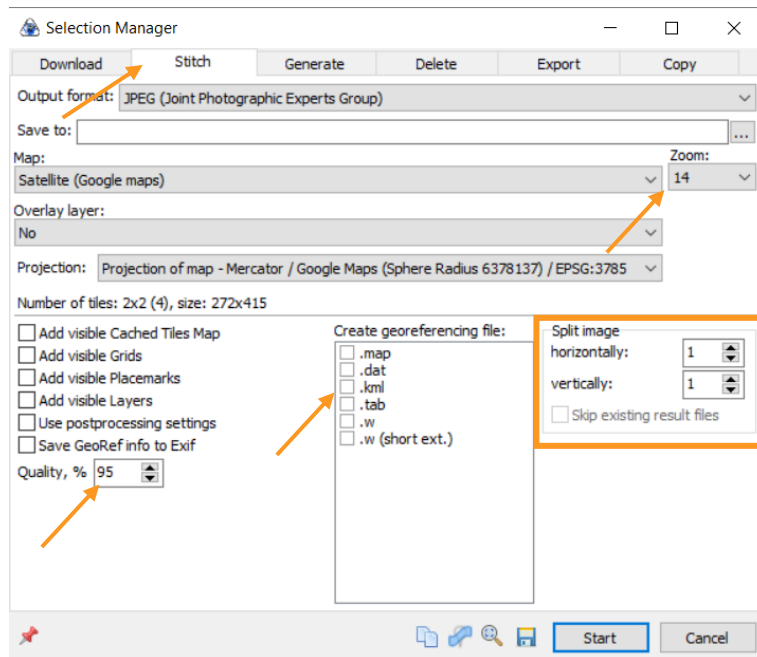 Selection Manager
Download Stitch Generate Delete Export Copy
Output format: JPEG (Joint Photographic Experts Group)
Save to:
...
Map: Zoom:
Satellite (Google maps) 14
Overlay layer:
No
Projection: Projection of map - Mercator / Google Maps (Sphere Radius 6378137) / EPSG:3785
Number of tiles: 2x2 (4), size: 272x415
Add visible Cached Tiles Map
Add visible Grids
Add visible Placemarks
Add visible Layers
Use postprocessing settings
Save GeoRef info to Exif
Quality, % 95
Create georeferencing file:
.map
.dat
.kml
.tab
.w
.w (short ext.)
Split image
horizontally: 1
vertically: 1
Skip existing result files
Start Cancel